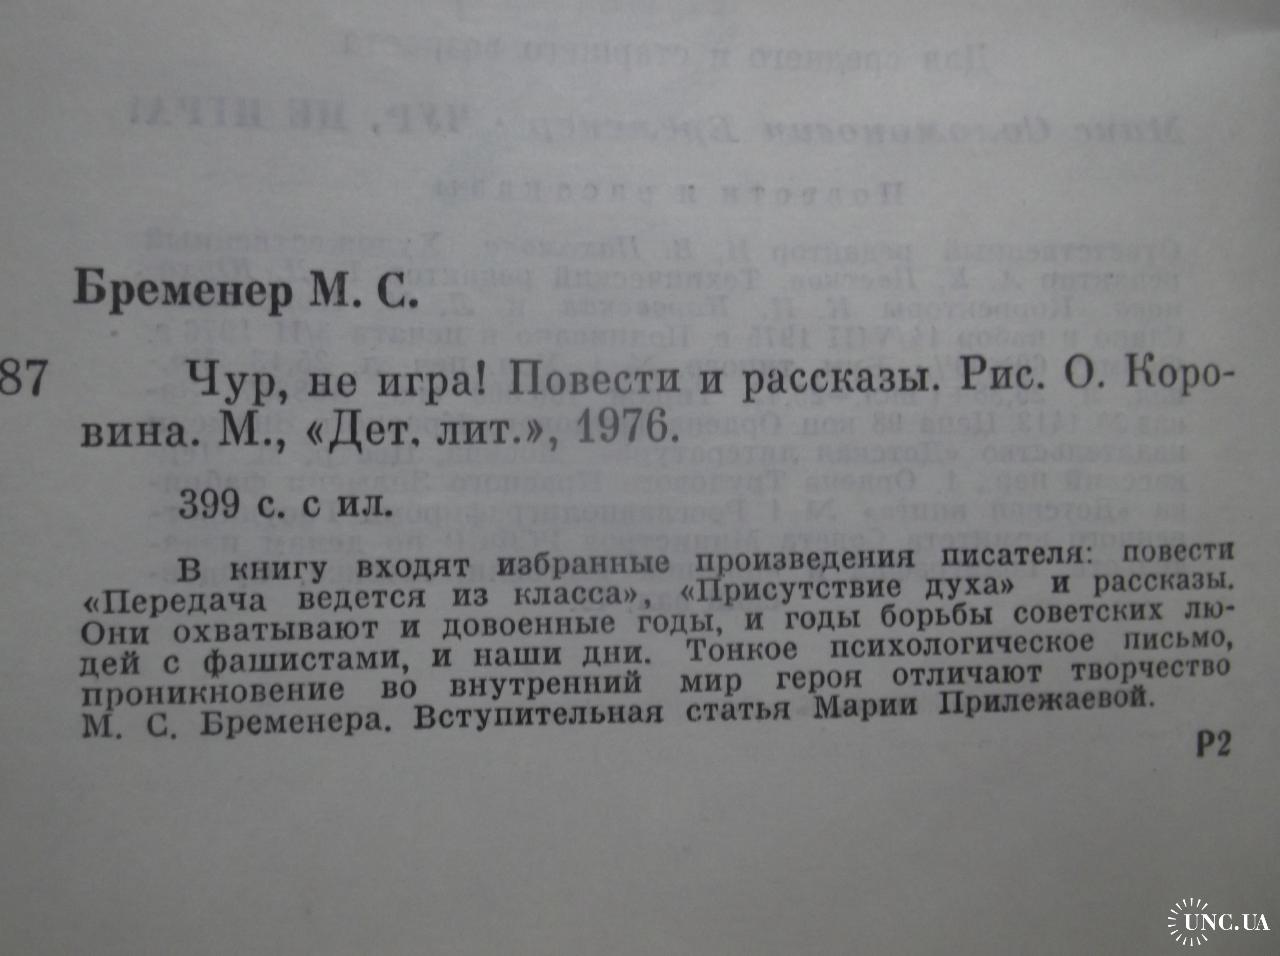 Бременер М. С.
87 Чур, не игра! Повести и рассказы. Рис. О. Коро-
вина. М., «Дет. лит.», 1976.
399 с. с ил.
В книгу входят избранные произведения писателя: повести
«Передача ведется из класса», «Присутствие духа» и рассказы.
Они охватывают и довоенные годы, и годы борьбы советских лю-
дей с фашистами, и наши дни. Тонкое психологическое письмо,
проникновение во внутренний мир героя отличают творчество
М. С. Бременера. Вступительная статья Марии Прилежаевой.
Р2
UNC.UA